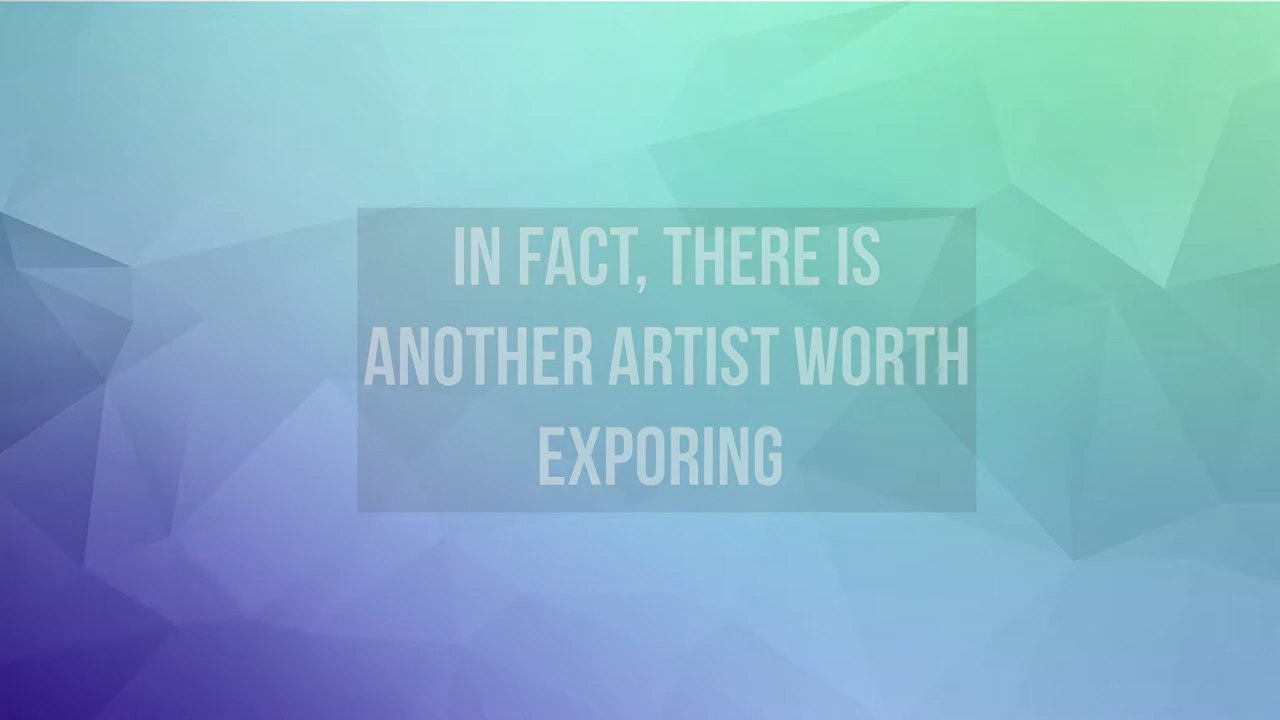 IN FACT, THERE IS
ANOTHER ARTIST WORTH
EXPORING